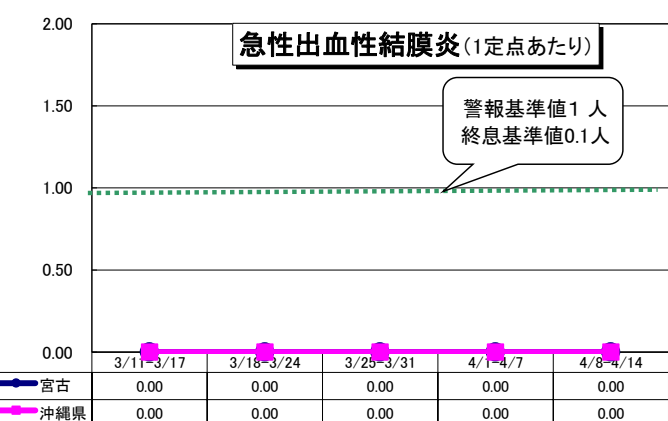 急性出血性結膜炎(1定点あたり)
警報基準値1 人
終息基準値0.1人
2.00
1.50
1.00
0.50
0.00
3/11-3/17 3/18-3/24 3/25-3/31 4/1-4/7 4/8-4/14
宮古 0.00 0.00 0.00 0.00 0.00
沖縄県 0.00 0.00 0.00 0.00 0.00